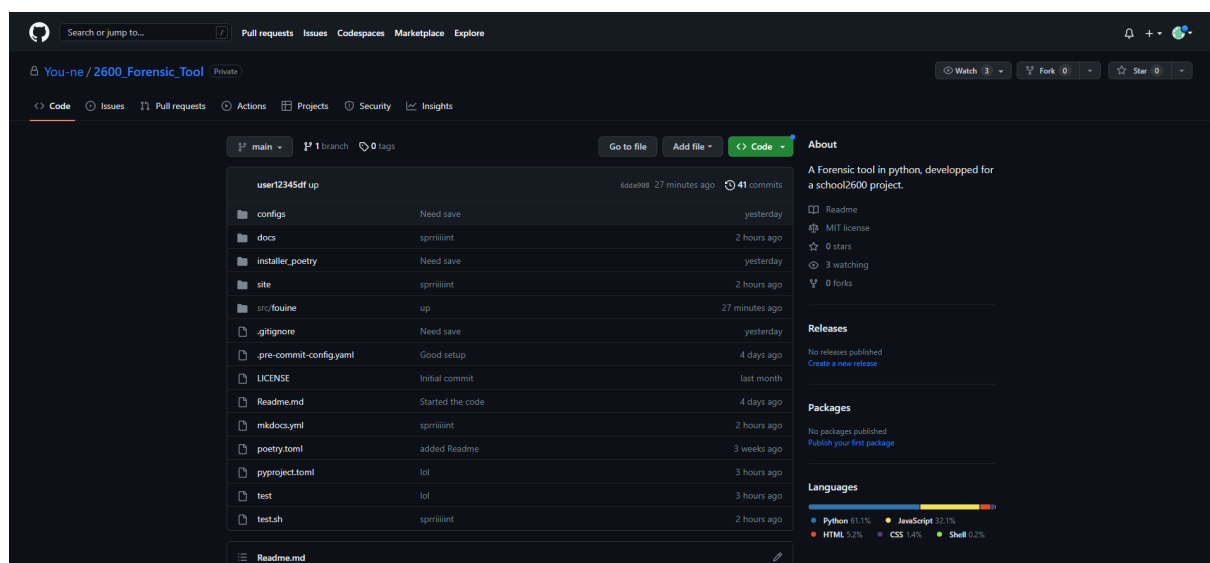 Search or jump to... / Pull requests Issues Codespaces Marketplace Explore
You-ne / 2600_Forensic_Tool Private
Watch 3 Fork 0 Star 0
Code Issues Pull requests Actions Projects Security Insights
main 1 branch 0 tags Go to file Add file Code
user12345df up 6dda908 27 minutes ago 41 commits
configs Need save yesterday
docs sprriiiint 2 hours ago
installer_poetry Need save yesterday
site sprriiiint 2 hours ago
src/fouine up 27 minutes ago
.gitignore Need save yesterday
.pre-commit-config.yaml Good setup 4 days ago
LICENSE Initial commit last month
Readme.md Started the code 4 days ago
mkdocs.yml sprriiiint 2 hours ago
poetry.toml added Readme 3 weeks ago
pyproject.toml lol 3 hours ago
test lol 3 hours ago
test.sh sprriiiint 2 hours ago
Readme.md
About
A Forensic tool in python, developped for
a school2600 project.
Readme
MIT license
0 stars
3 watching
0 forks
Releases
No releases published
Create a new release
Packages
No packages published
Publish your first package
Languages
Python 61.1% JavaScript 32.1%
HTML 5.2% CSS 1.4% Shell 0.2%